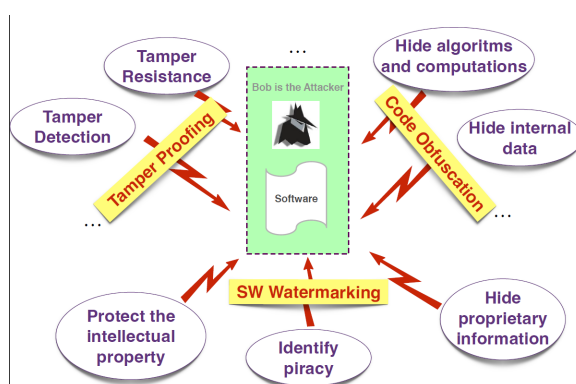 ...
Tamper
Resistance
Hide algoritms
and computations
Bob is the Attacker
Tamper
Detection
Tamper Proofing
Code Obfuscation
Hide internal
data
Software
...
...
SW Watermarking
Protect the
intellectual
property
Identify
piracy
Hide
proprietary
information